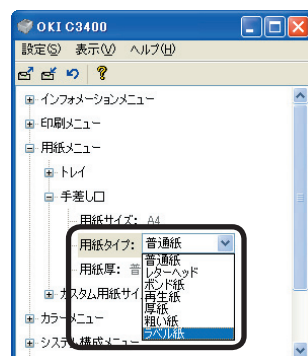 OKI C3400
設定(S) 表示(V) ヘルプ(H)
インフォメーションメニュー
印刷メニュー
用紙メニュー
トレイ
手差し口
用紙サイズ: A4
用紙タイプ: 普通紙
普通紙
レターヘッド
ボンド紙
再生紙
厚紙
粗い紙
ラベル紙
用紙厚: 普
カスタム用紙サイ
カラーメニュー
システム構成メニュー